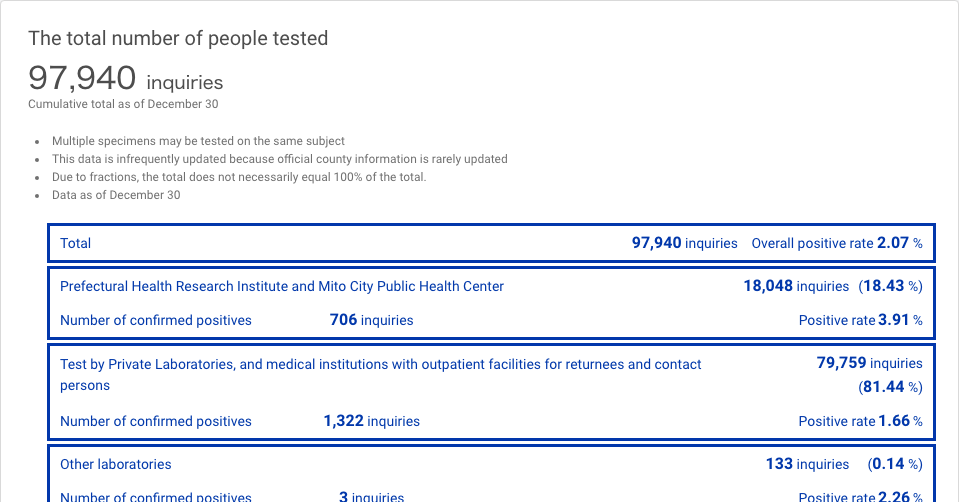 The total number of people tested
97,940 inquiries
Cumulative total as of December 30
• Multiple specimens may be tested on the same subject
• This data is infrequently updated because official county information is rarely updated
• Due to fractions, the total does not necessarily equal 100% of the total.
• Data as of December 30
Total 97,940 inquiries Overall positive rate 2.07 %
Prefectural Health Research Institute and Mito City Public Health Center 18,048 inquiries (18.43 %)
Number of confirmed positives 706 inquiries Positive rate 3.91 %
Test by Private Laboratories, and medical institutions with outpatient facilities for returnees and contact 79,759 inquiries
persons (81.44 %)
Number of confirmed positives 1,322 inquiries Positive rate 1.66 %
Other laboratories 133 inquiries (0.14 %)
Number of confirmed positives 3 inquiries Positive rate 2.26 %